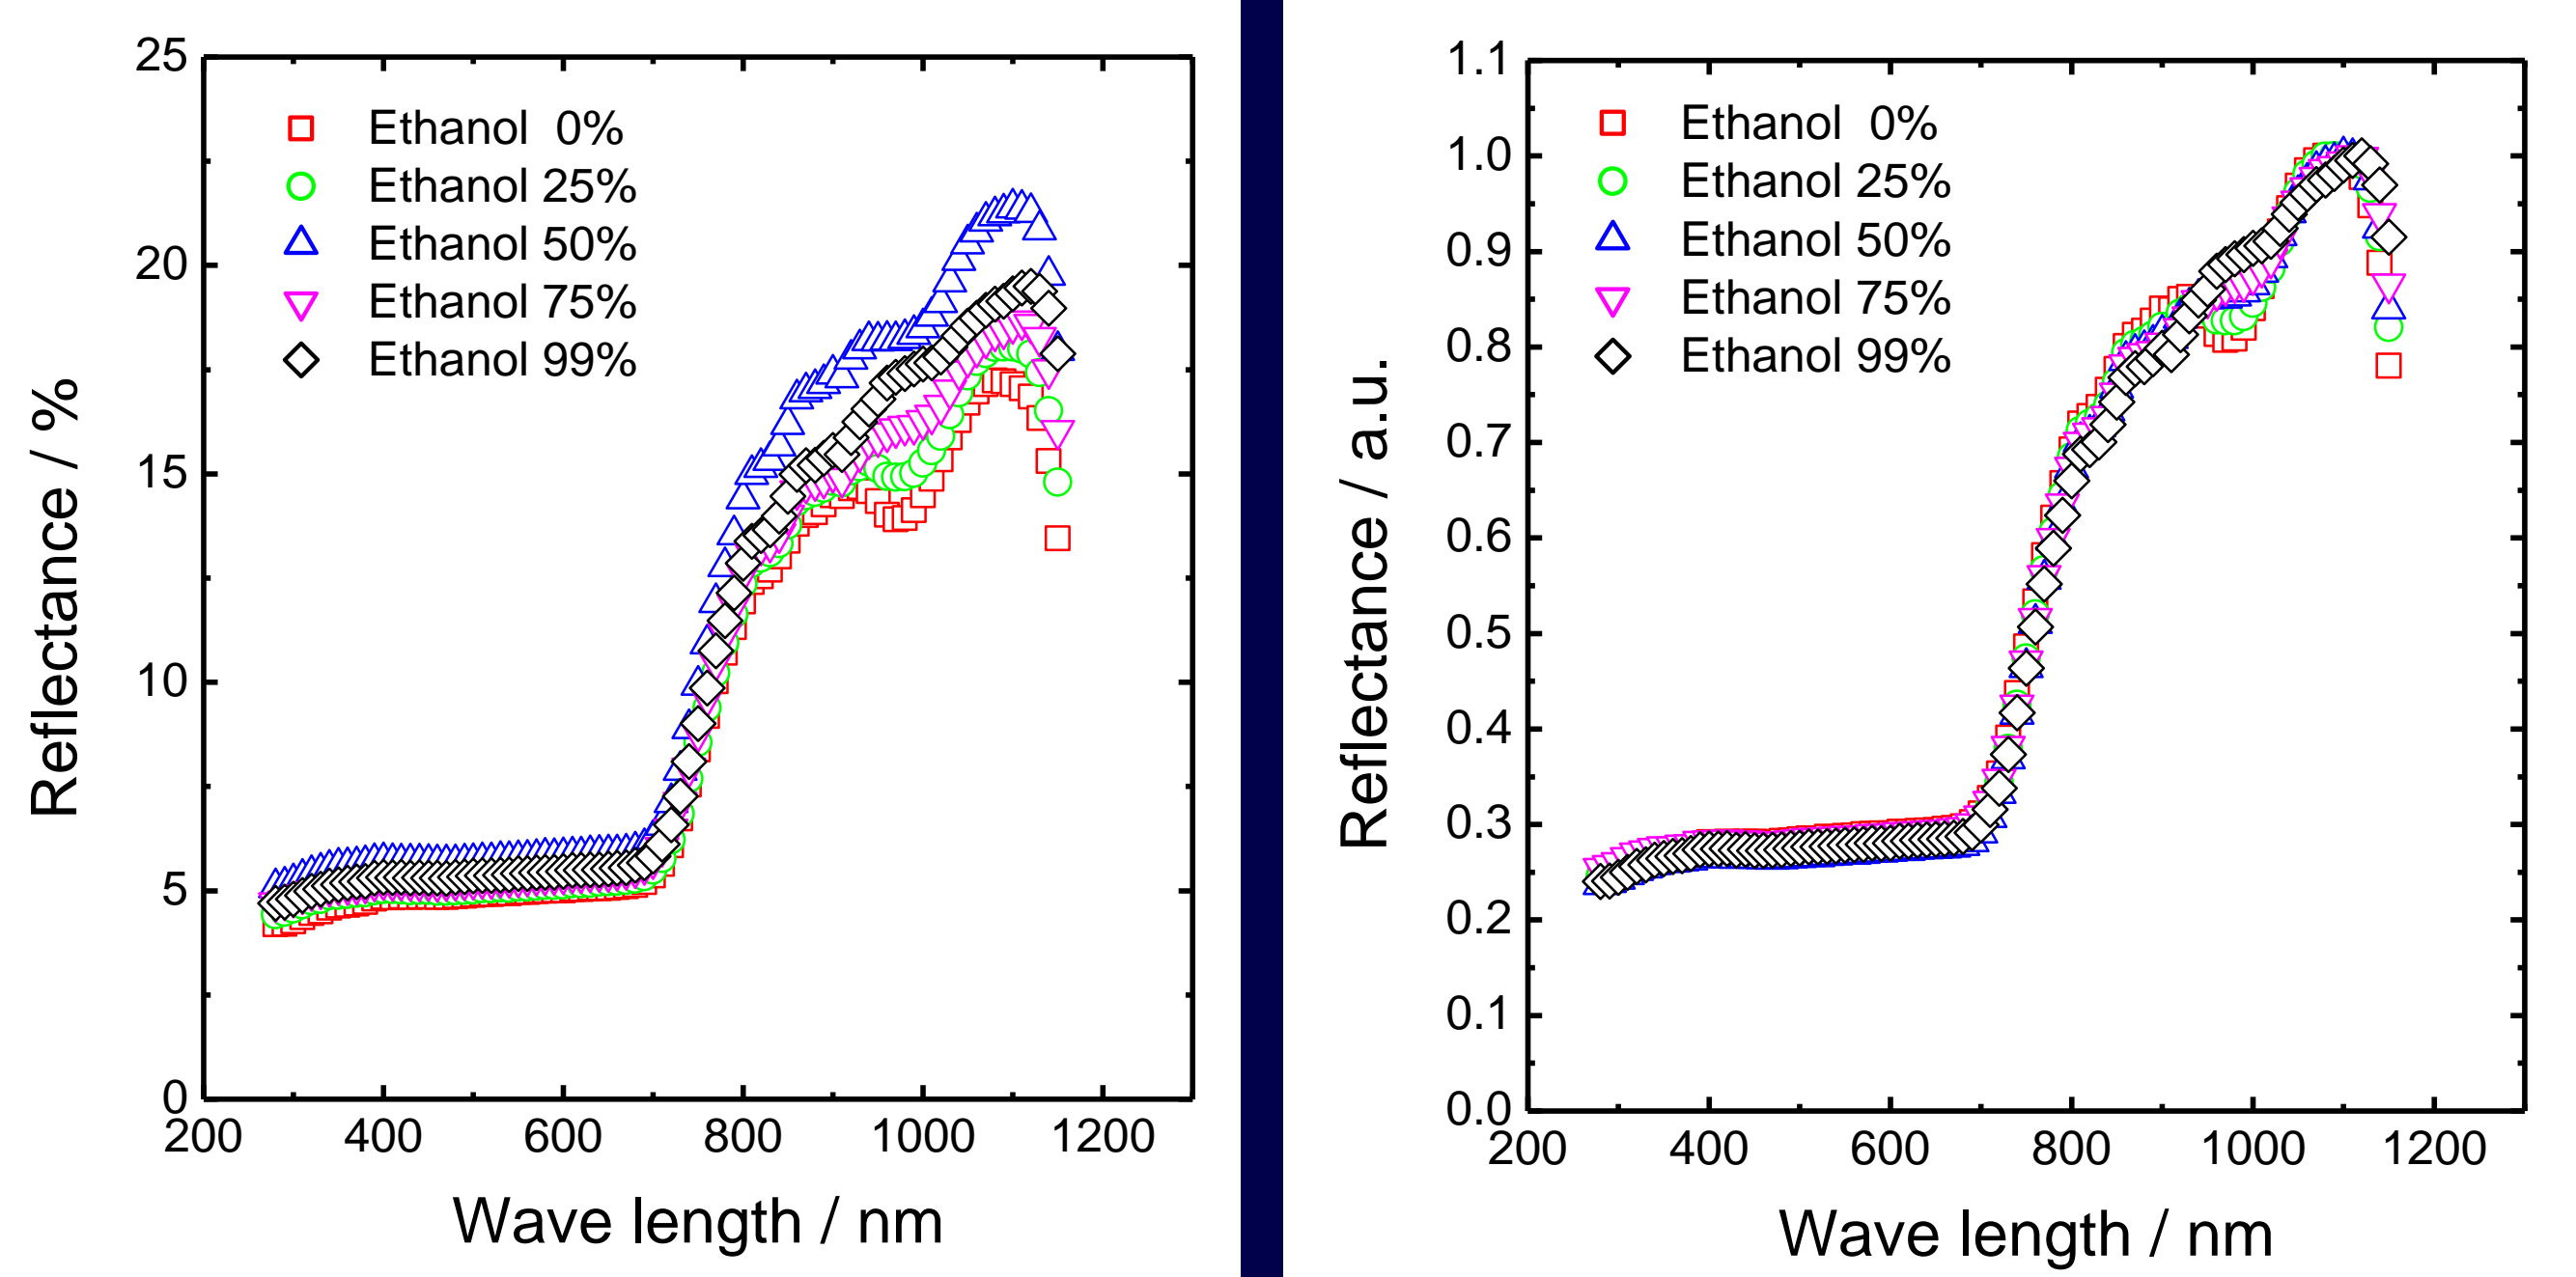 25
20
15
10
5
0
Reflectance / %
Ethanol 0%
Ethanol 25%
Ethanol 50%
Ethanol 75%
Ethanol 99%
200 400 600 800 1000 1200
Wave length / nm
1.1
1.0
0.9
0.8
0.7
0.6
0.5
0.4
0.3
0.2
0.1
0.0
Reflectance / a.u.
Ethanol 0%
Ethanol 25%
Ethanol 50%
Ethanol 75%
Ethanol 99%
200 400 600 800 1000 1200
Wave length / nm